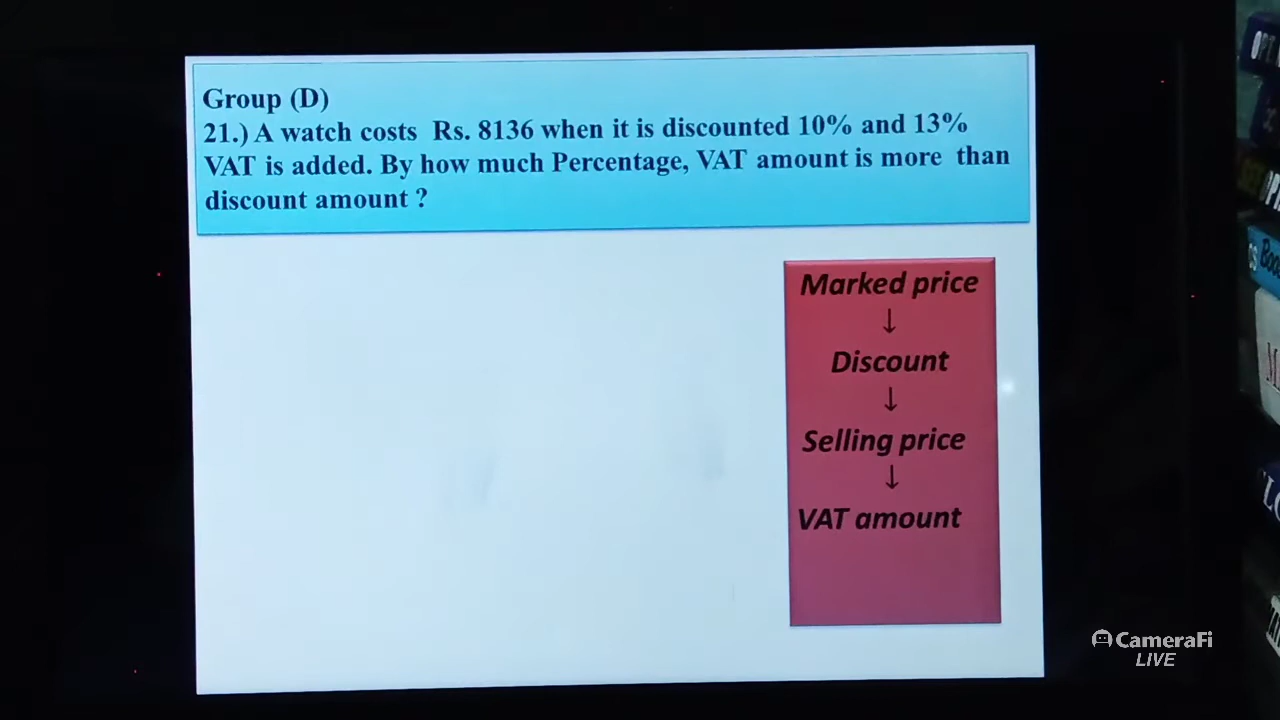 Group (D)
21.) A watch costs Rs. 8136 when it is discounted 10% and 13%
VAT is added. By how much Percentage, VAT amount is more than
discount amount ?
Marked price
↓
Discount
↓
Selling price
↓
VAT amount
CameraFi
LIVE